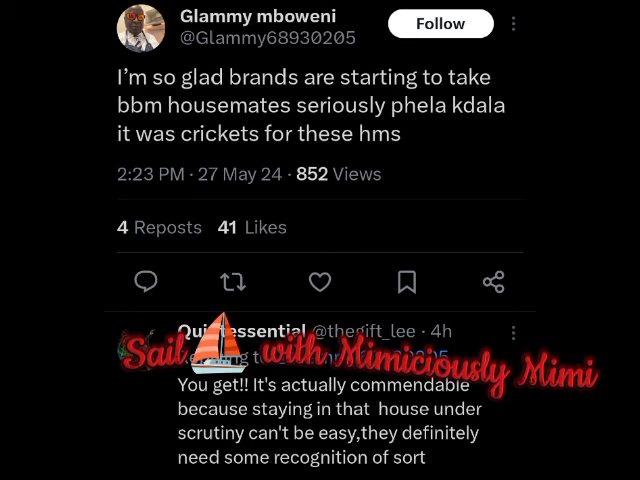 Glammy mboweni
@Glammy68930205
Follow
I'm so glad brands are starting to take
bbm housemates seriously phela kdala
it was crickets for these hms
2:23 PM · 27 May 24 · 852 Views
4 Reposts 41 Likes
Quintessential @thegift_lee · 4h
Sail with Mimiciously Mimi
You get!! It's actually commendable
because staying in that house under
scrutiny can't be easy,they definitely
need some recognition of sort